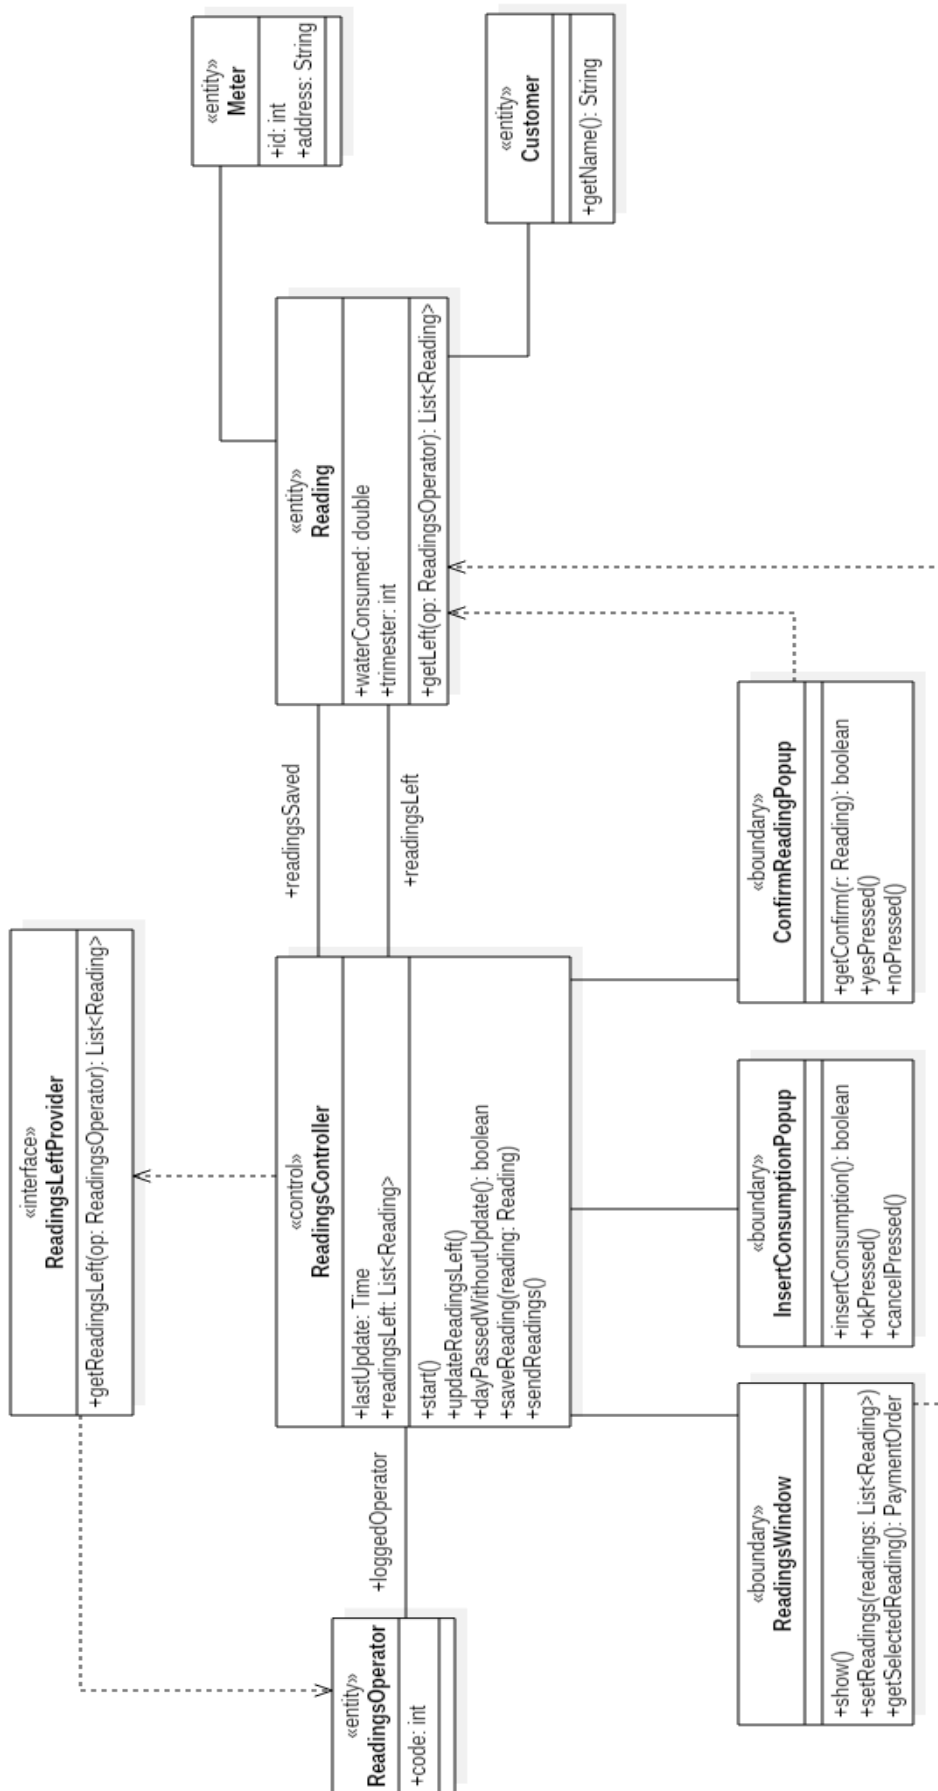 «interface»
ReadingsLeftProvider
+getReadingsLeft(op: ReadingsOperator): List<Reading>
«entity»
Meter
+id: int
+address: String
«entity»
ReadingsOperator
+code: int
+loggedOperator
«control»
ReadingsController
+lastUpdate: Time
+readingsLeft: List<Reading>
+start()
+updateReadingsLeft()
+dayPassedWithoutUpdate(): boolean
+saveReading(reading: Reading)
+sendReadings()
+readingsSaved
+readingsLeft
«entity»
Reading
+waterConsumed: double
+trimester: int
+getLeft(op: ReadingsOperator): List<Reading>
«entity»
Customer
+getName(): String
«boundary»
ReadingsWindow
+show()
+setReadings(readings: List<Reading>)
+getSelectedReading(): PaymentOrder
«boundary»
InsertConsumptionPopup
+insertConsumption(): boolean
+okPressed()
+cancelPressed()
«boundary»
ConfirmReadingPopup
+getConfirm(r: Reading): boolean
+yesPressed()
+noPressed()